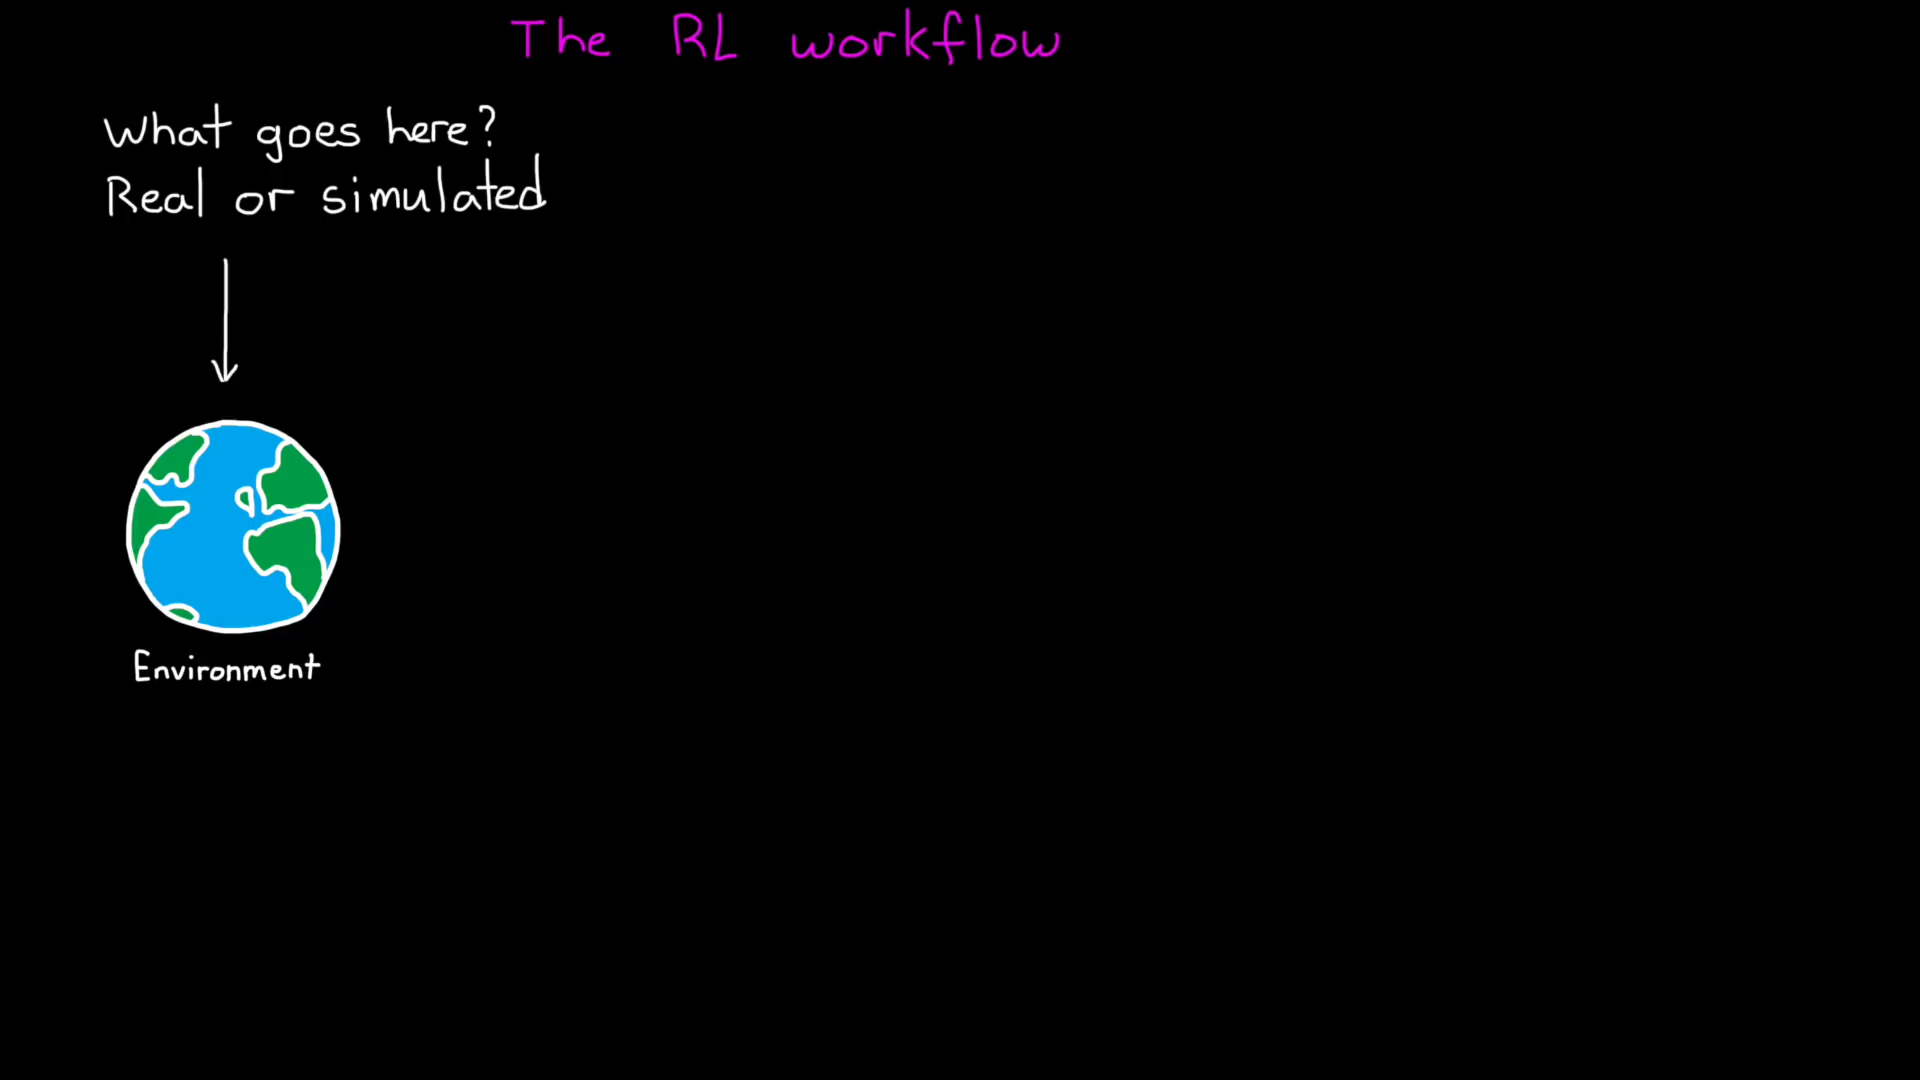 The RL workflow
What goes here?
Real or simulated
Environment